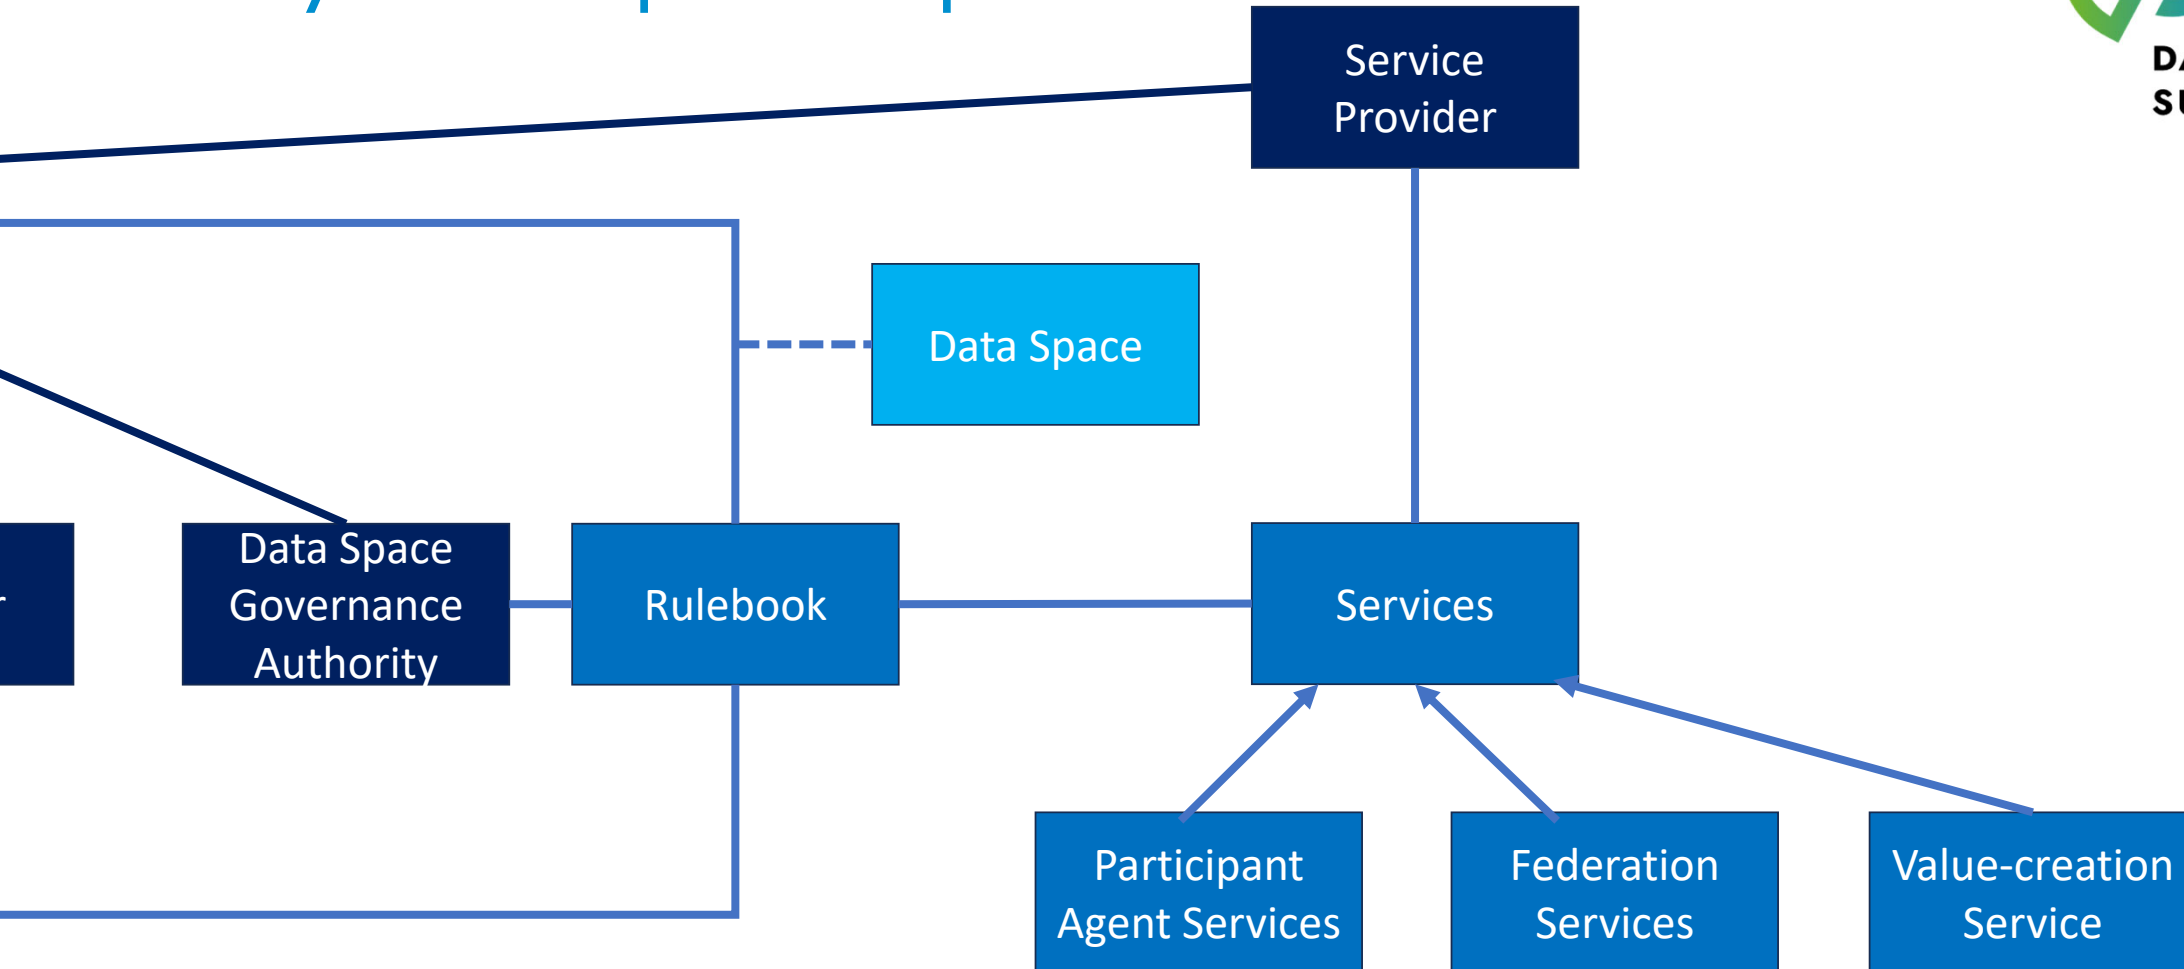 Service
Provider
Data Space
Data Space
Governance
Authority
Rulebook
Services
Participant
Agent Services
Federation
Services
Value-creation
Service